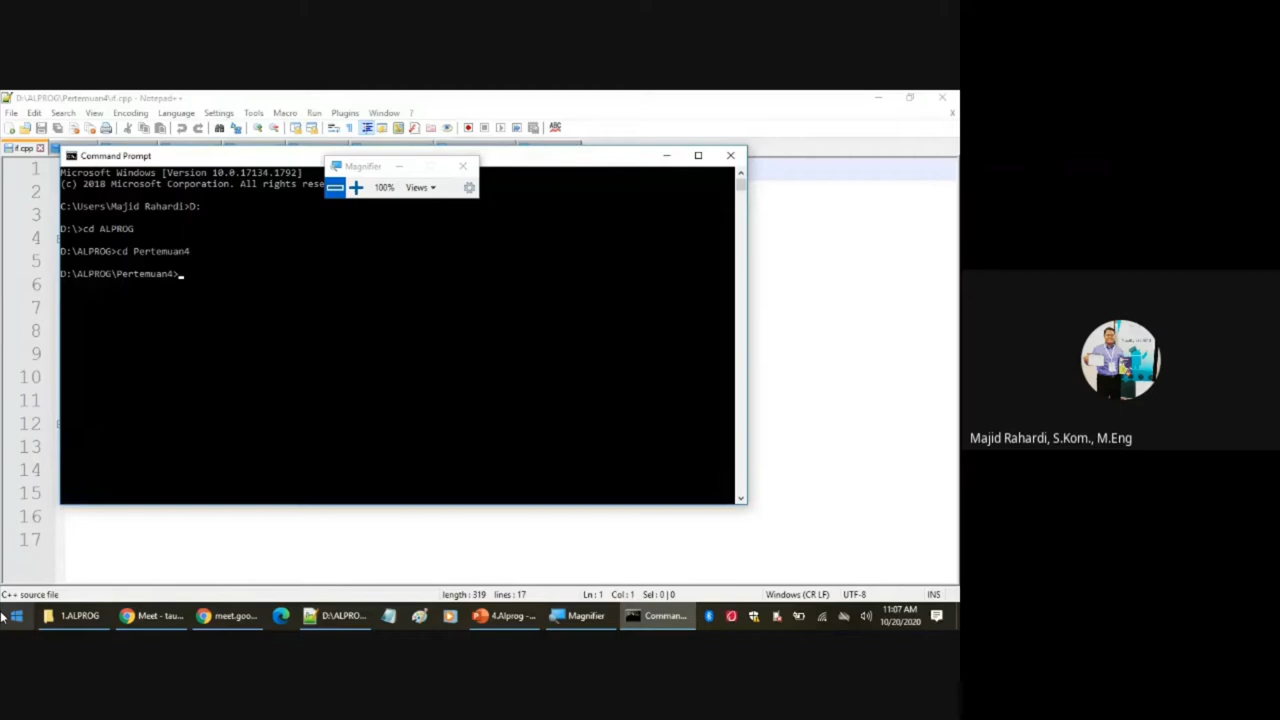 D:\ALPROG\Pertemuan4\if.cpp - Notepad++
File Edit Search View Encoding Language Settings Tools Macro Run Plugins Window ?
if.cpp
Command Prompt
Magnifier
100% Views
Microsoft Windows [Version 10.0.17134.1792]
(c) 2018 Microsoft Corporation. All rights rese
C:\Users\Majid Rahardi>D:
D:\>cd ALPROG
D:\ALPROG>cd Pertemuan4
D:\ALPROG\Pertemuan4>
1
2
3
4
5
6
7
8
9
10
11
12
13
14
15
16
17
Majid Rahardi, S.Kom., M.Eng
C++ source file length : 319 lines : 17 Ln : 1 Col : 1 Sel : 0 | 0 Windows (CR LF) UTF-8 INS
1.ALPROG Meet - tau... meet.goo... D:\ALPRO... 4.Alprog -... Magnifier Comman... 11:07 AM
10/20/2020